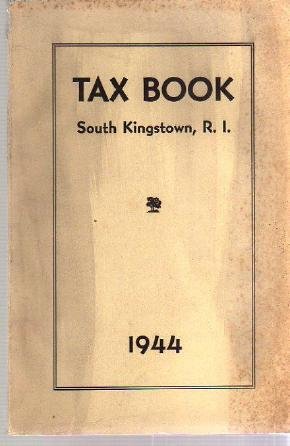 TAX BOOK
South Kingstown, R. I.
1944